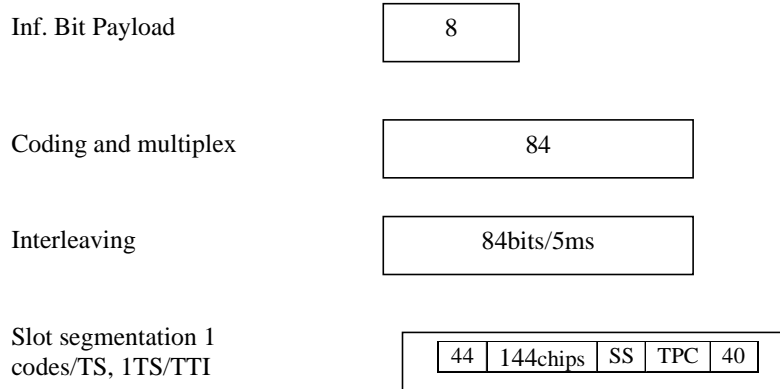 Inf. Bit Payload
8
Coding and multiplex
84
Interleaving
84bits/5ms
Slot segmentation 1
codes/TS, 1TS/TTI
44 144chips SS TPC 40